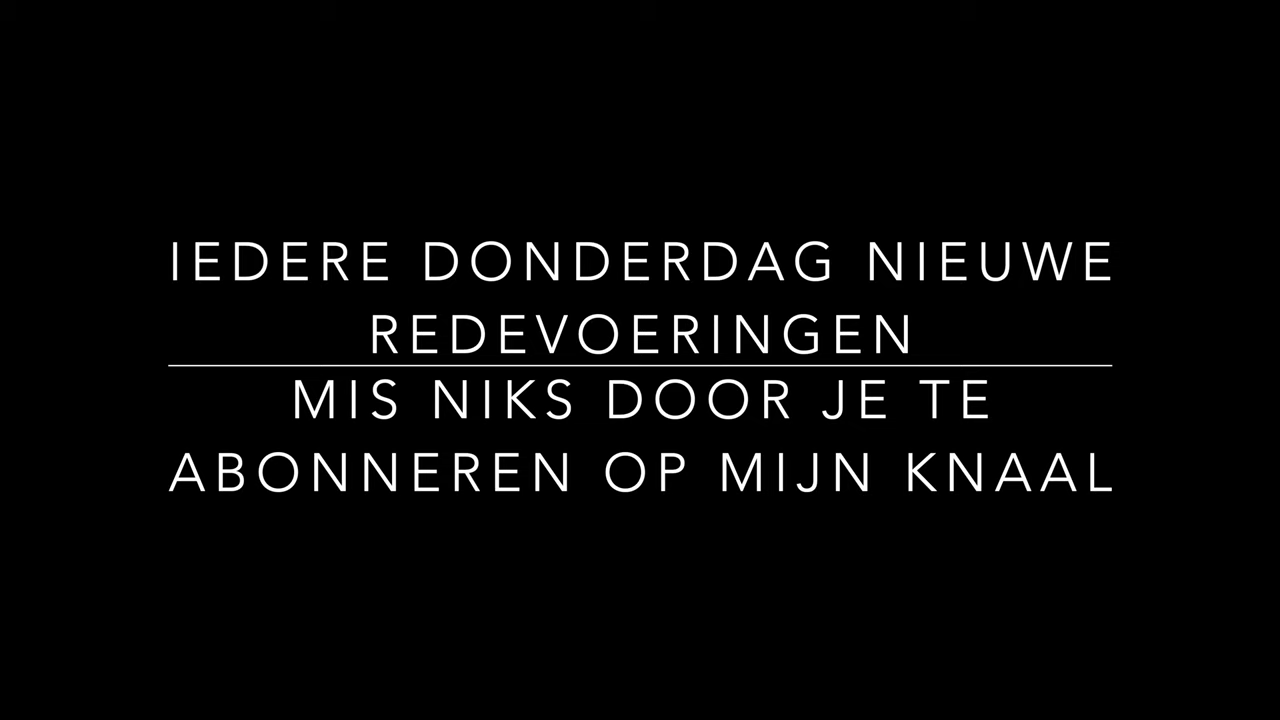 IEDERE DONDERDAG NIEUWE
REDEVOERINGEN
MIS NIKS DOOR JE TE
ABONNEREN OP MIJN KNAAL